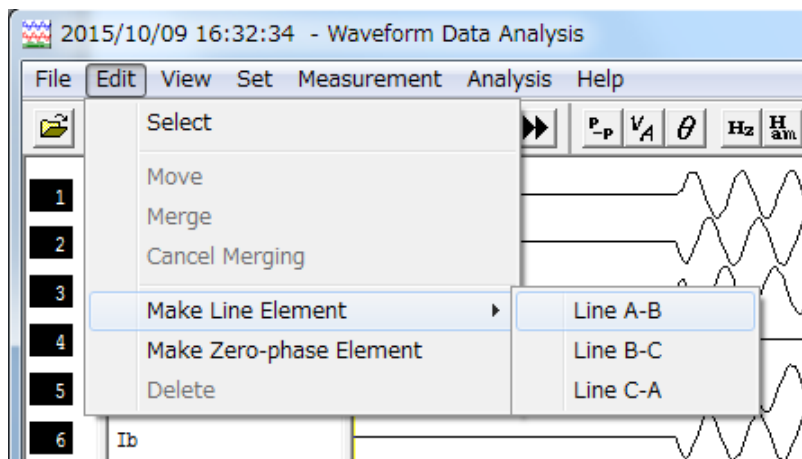 2015/10/09 16:32:34 - Waveform Data Analysis
File Edit View Set Measurement Analysis Help
Select
P-P V/A θ Hz Ham
Move
Merge
Cancel Merging
Make Line Element
Make Zero-phase Element
Delete
Line A-B
Line B-C
Line C-A
1
2
3
4
5
6 Ib